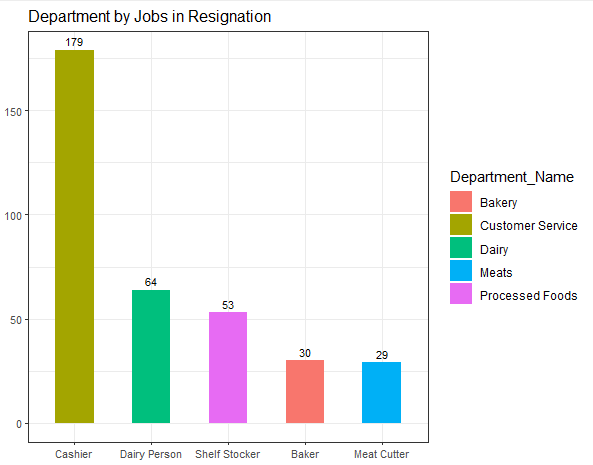 Department by Jobs in Resignation
179
150
100
64
53
50
30
29
0
Cashier Dairy Person Shelf Stocker Baker Meat Cutter
Department_Name
Bakery
Customer Service
Dairy
Meats
Processed Foods